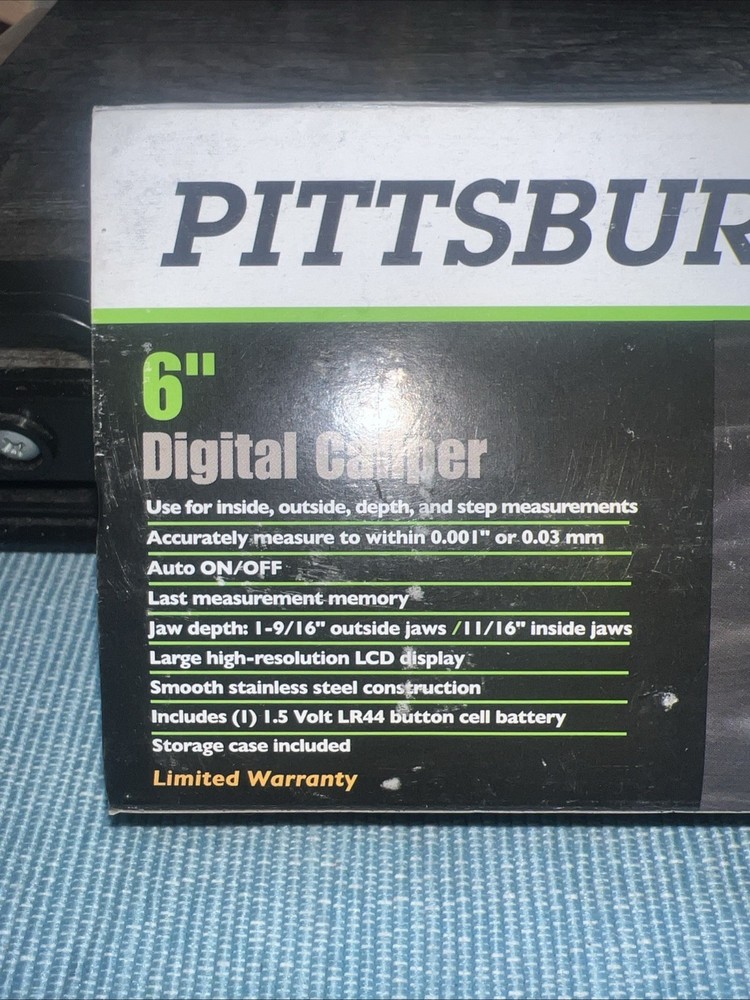 PITTSBUR
6"
Digital Caliper
Use for inside, outside, depth, and step measurements
Accurately measure to within 0.001" or 0.03 mm
Auto ON/OFF
Last measurement memory
Jaw depth: 1-9/16" outside jaws /11/16" inside jaws
Large high-resolution LCD display
Smooth stainless steel construction
Includes (1) 1.5 Volt LR44 button cell battery
Storage case included
Limited Warranty